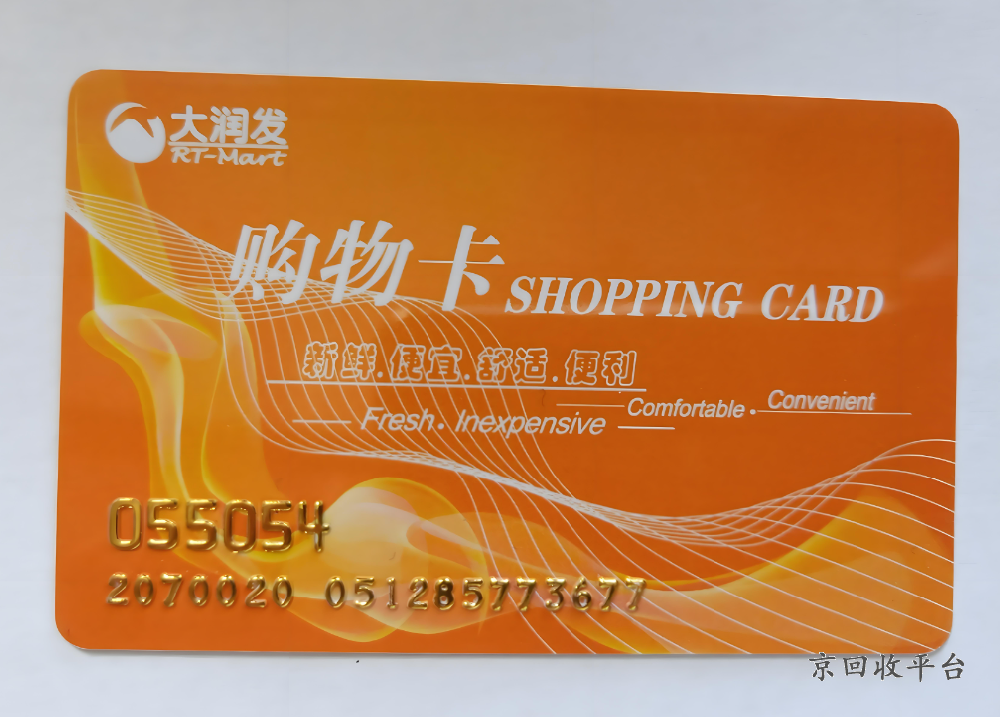 大润发
RT-Mart
购物卡 SHOPPING CARD
新鲜.便宜.舒适.便利
Fresh. Inexpensive Comfortable. Convenient
055054
2070020 051285773677
京回收平台